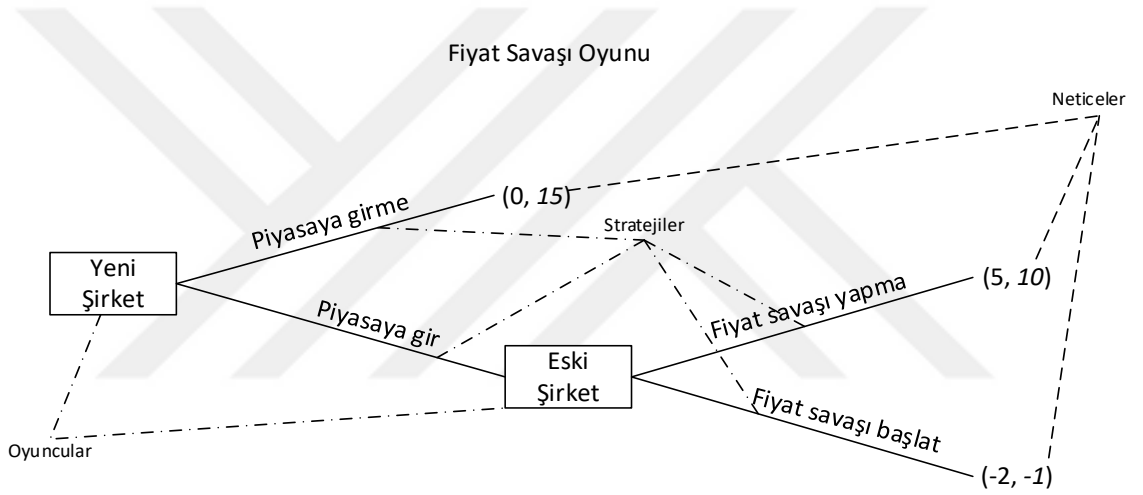 Fiyat Savaşı Oyunu
Neticeler
(0, 15)
Piyasaya girme
Stratejiler
Yeni
Şirket
(5, 10)
Fiyat savaşı yapma
Piyasaya gir
Eski
Şirket
Fiyat savaşı başlat
Oyuncular
(-2, -1)